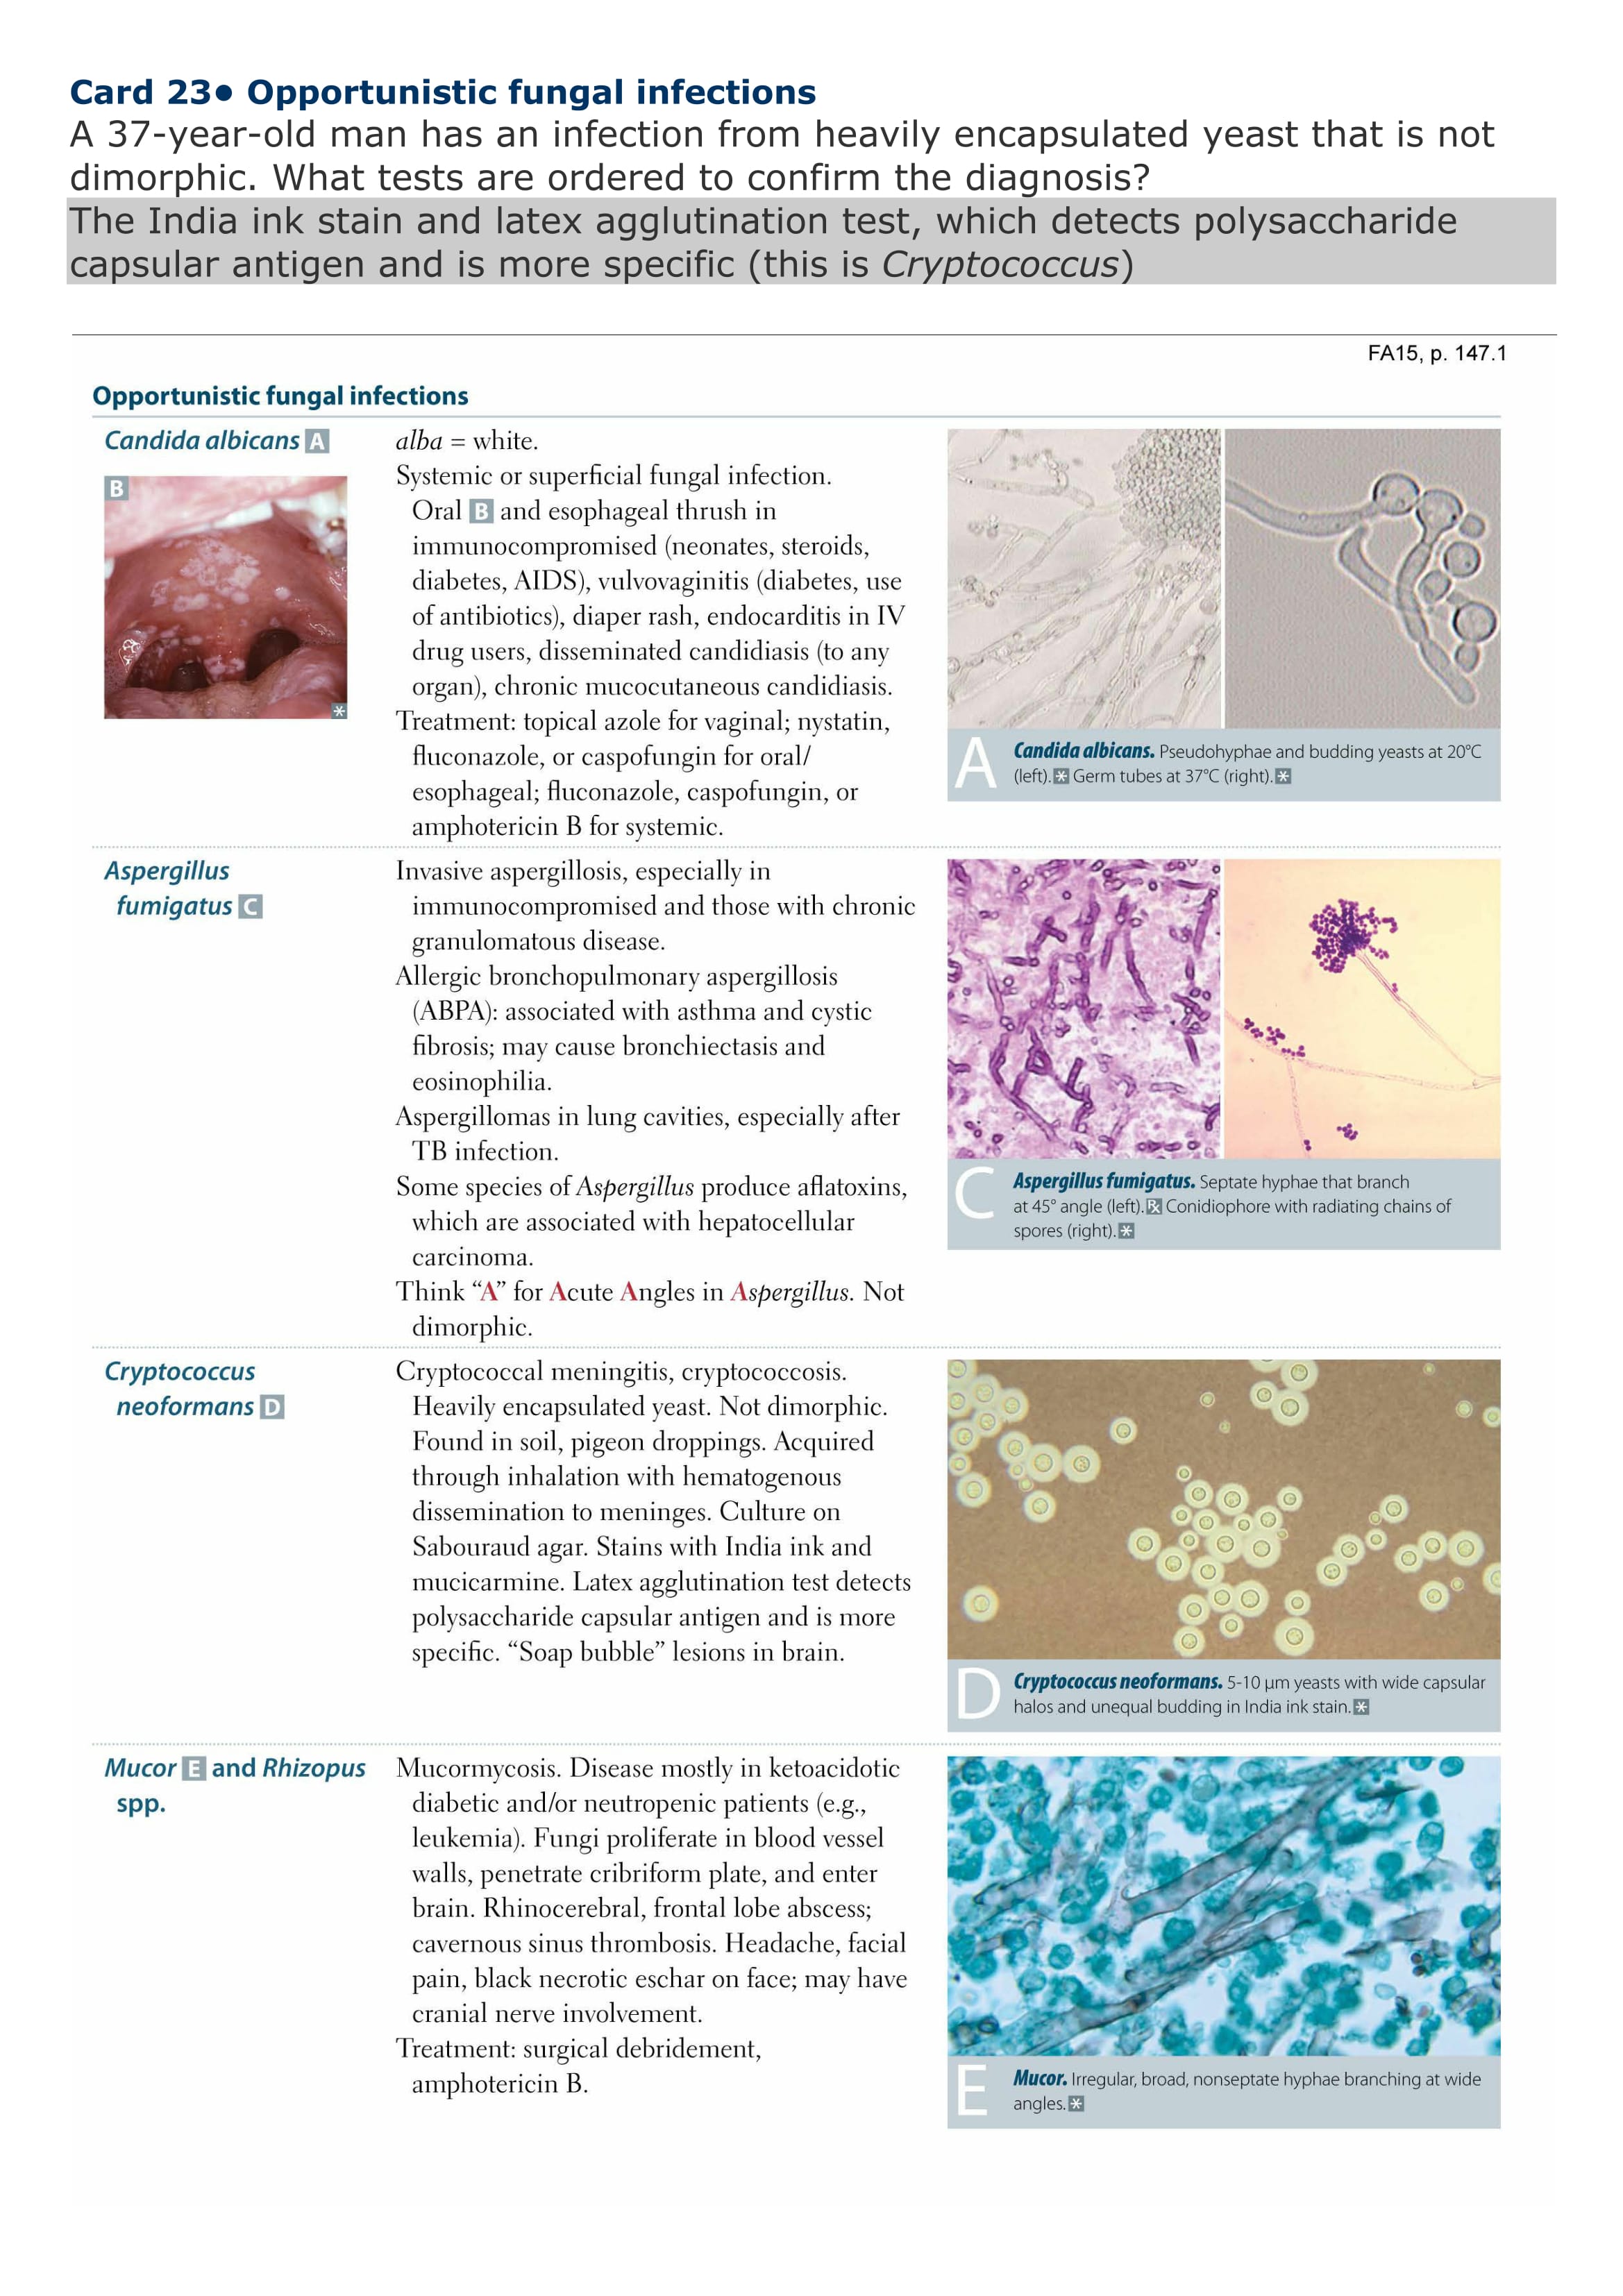 Card 23● Opportunistic fungal infections
A 37-year-old man has an infection from heavily encapsulated yeast that is not
dimorphic. What tests are ordered to confirm the diagnosis?
The India ink stain and latex agglutination test, which detects polysaccharide
capsular antigen and is more specific (this is Cryptococcus)
FA15, p. 147.1
Opportunistic fungal infections
Candida albicans A
B
*
alba = white.
Systemic or superficial fungal infection.
Oral B and esophageal thrush in
immunocompromised (neonates, steroids,
diabetes, AIDS), vulvovaginitis (diabetes, use
of antibiotics), diaper rash, endocarditis in IV
drug users, disseminated candidiasis (to any
organ), chronic mucocutaneous candidiasis.
Treatment: topical azole for vaginal; nystatin,
fluconazole, or caspofungin for oral/
esophageal; fluconazole, caspofungin, or
amphotericin B for systemic.
A Candida albicans. Pseudohyphae and budding yeasts at 20°C
(left).* Germ tubes at 37°C (right).*
Aspergillus
fumigatus C
Invasive aspergillosis, especially in
immunocompromised and those with chronic
granulomatous disease.
Allergic bronchopulmonary aspergillosis
(ABPA): associated with asthma and cystic
fibrosis; may cause bronchiectasis and
eosinophilia.
Aspergillomas in lung cavities, especially after
TB infection.
Some species of Aspergillus produce aflatoxins,
which are associated with hepatocellular
carcinoma.
Think “A” for Acute Angles in Aspergillus. Not
dimorphic.
C Aspergillus fumigatus. Septate hyphae that branch
at 45° angle (left).℞ Conidiophore with radiating chains of
spores (right).*
Cryptococcus
neoformans D
Cryptococcal meningitis, cryptococcosis.
Heavily encapsulated yeast. Not dimorphic.
Found in soil, pigeon droppings. Acquired
through inhalation with hematogenous
dissemination to meninges. Culture on
Sabouraud agar. Stains with India ink and
mucicarmine. Latex agglutination test detects
polysaccharide capsular antigen and is more
specific. “Soap bubble” lesions in brain.
D Cryptococcus neoformans. 5-10 μm yeasts with wide capsular
halos and unequal budding in India ink stain.*
Mucor E and Rhizopus
spp.
Mucormycosis. Disease mostly in ketoacidotic
diabetic and/or neutropenic patients (e.g.,
leukemia). Fungi proliferate in blood vessel
walls, penetrate cribriform plate, and enter
brain. Rhinocerebral, frontal lobe abscess;
cavernous sinus thrombosis. Headache, facial
pain, black necrotic eschar on face; may have
cranial nerve involvement.
Treatment: surgical debridement,
amphotericin B.
E Mucor. Irregular, broad, nonseptate hyphae branching at wide
angles.*